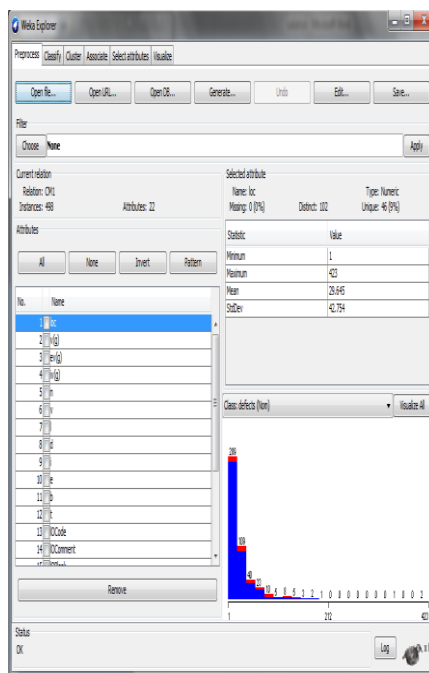 Weka Explorer
Preprocess Classify Cluster Associate Select attributes Visualize
Open file... Open URL... Open DB... Generate... Undo Edit... Save...
Filter
Choose None Apply
Current relation
Relation: CM1
Instances: 498 Attributes: 22
Selected attribute
Name: loc Type: Numeric
Missing: 0 (0%) Distinct: 102 Unique: 46 (9%)
Attributes
All None Invert Pattern
Statistic Value
Minimum 1
Maximum 423
Mean 29.645
StdDev 42.754
No. Name
1 loc
2 v(g)
3 ev(g)
4 iv(g)
5 n
6 v
7 l
8 d
9 i
10 e
11 b
12 t
13 lOCode
14 lOComment
Remove
Class: defects (Nom) Visualize All
109
1 212 423
Status
OK
Log